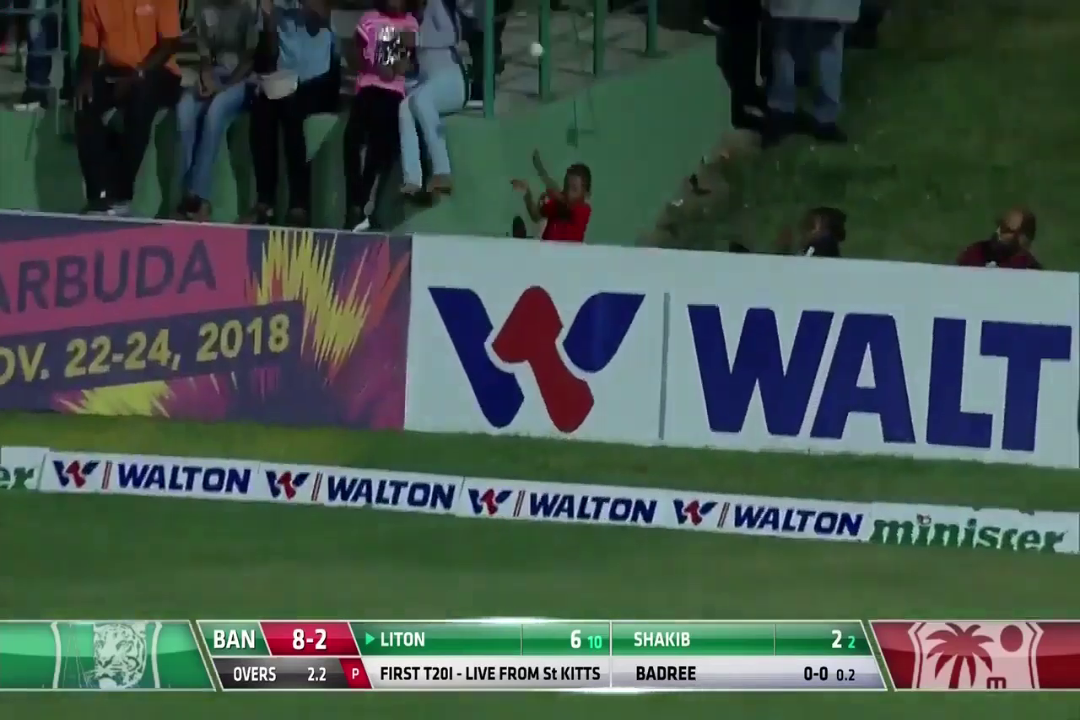 ARBUDA
OV. 22-24, 2018
WALT
er WALTON WALTON WALTON WALTON minister
BAN 8-2 LITON 6 10 SHAKIB 2 2
OVERS 2.2 P FIRST T20I - LIVE FROM St KITTS BADREE 0-0 0.2
m